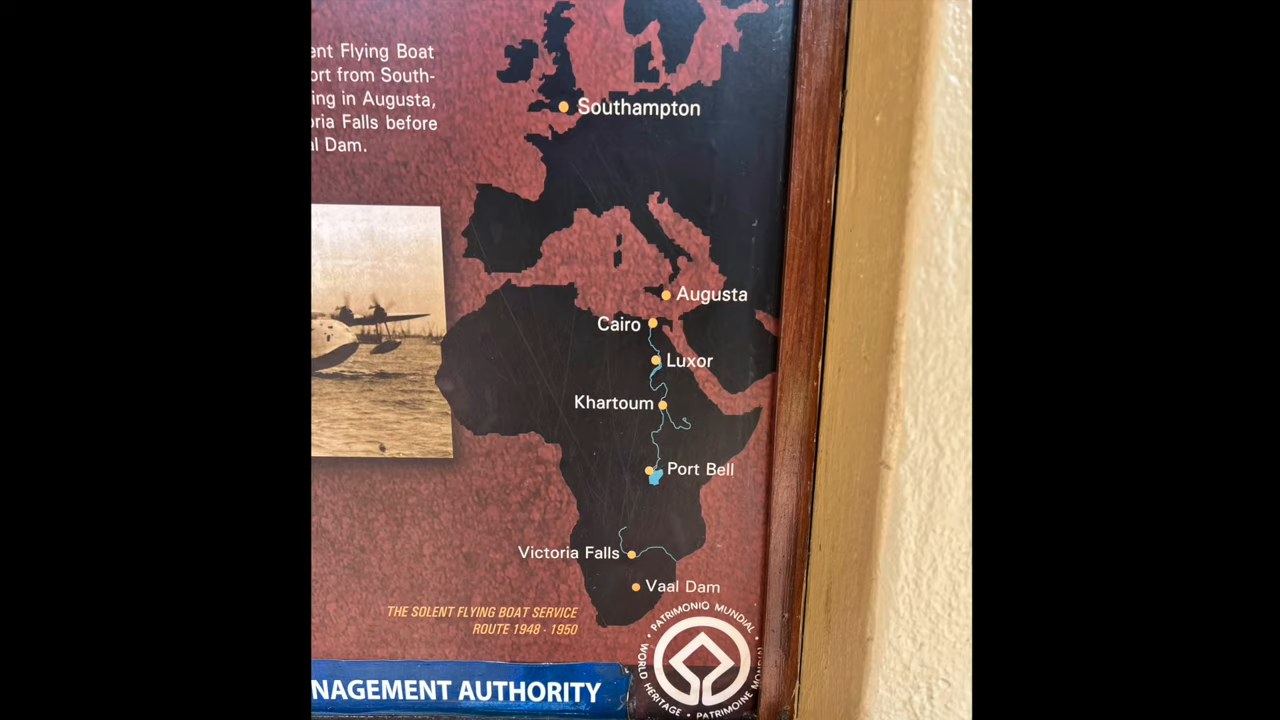 ent Flying Boat
ort from South-
ing in Augusta,
oria Falls before
al Dam.
Southampton
Augusta
Cairo
Luxor
Khartoum
Port Bell
Victoria Falls
Vaal Dam
THE SOLENT FLYING BOAT SERVICE
ROUTE 1948 - 1950
NAGEMENT AUTHORITY
WORLD HERITAGE • PATRIMONIO MUNDIAL • PATRIMOINE MONDIAL